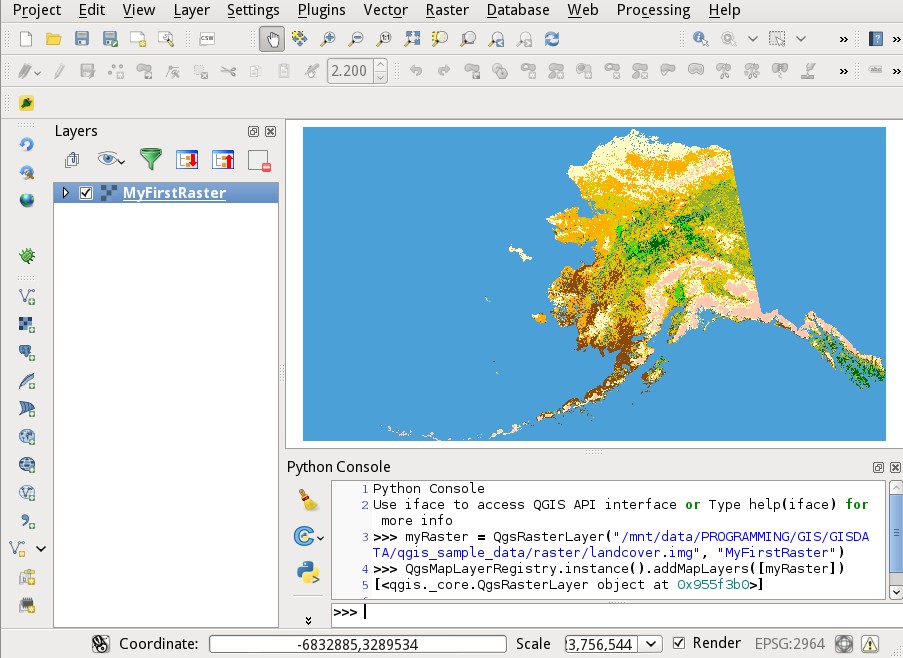 Project Edit View Layer Settings Plugins Vector Raster Database Web Processing Help
CSW
2.200
Layers
MyFirstRaster
Python Console
1 Python Console
2 Use iface to access QGIS API interface or Type help(iface) for
more info
3 >>> myRaster = QgsRasterLayer("/mnt/data/PROGRAMMING/GIS/GISDA
TA/qgis_sample_data/raster/landcover.img", "MyFirstRaster")
4 >>> QgsMapLayerRegistry.instance().addMapLayers([myRaster])
5 [<qgis._core.QgsRasterLayer object at 0x955f3b0>]
>>>
Coordinate: -6832885,3289534 Scale 3,756,544 Render EPSG:2964